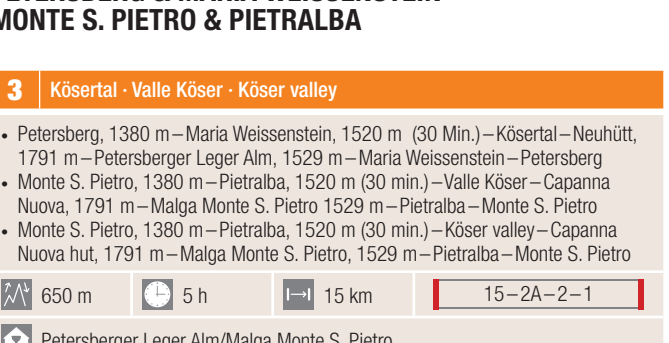 PETERSBERG & MARIA WEISSENSTEIN
MONTE S. PIETRO & PIETRALBA
3 Kösertal · Valle Köser · Köser valley
• Petersberg, 1380 m – Maria Weissenstein, 1520 m (30 Min.) – Kösertal – Neuhütt,
1791 m – Petersberger Leger Alm, 1529 m – Maria Weissenstein – Petersberg
• Monte S. Pietro, 1380 m – Pietralba, 1520 m (30 min.) – Valle Köser – Capanna
Nuova, 1791 m – Malga Monte S. Pietro 1529 m – Pietralba – Monte S. Pietro
• Monte S. Pietro, 1380 m – Pietralba, 1520 m (30 min.) – Köser valley – Capanna
Nuova hut, 1791 m – Malga Monte S. Pietro, 1529 m – Pietralba – Monte S. Pietro
650 m 5 h 15 km 15 – 2A – 2 – 1
Petersberger Leger Alm/Malga Monte S. Pietro